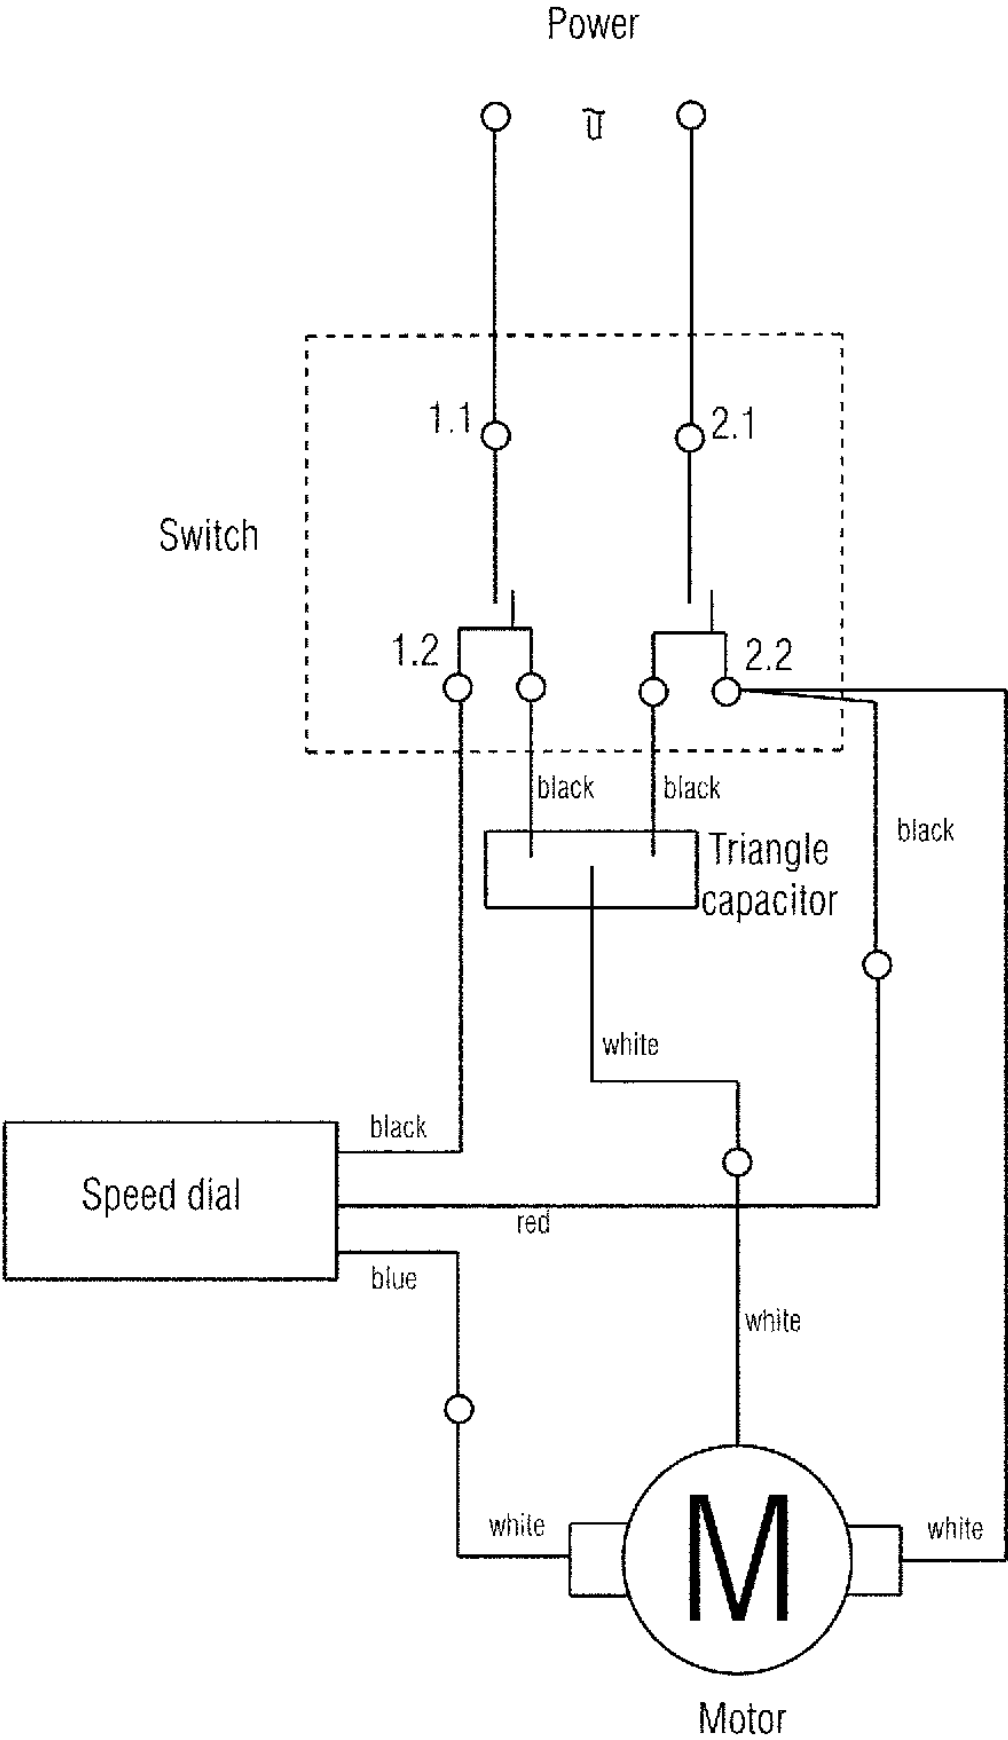 Power
ũ
1.1
2.1
Switch
1.2
2.2
black
black
black
Triangle
capacitor
white
black
Speed dial
red
blue
white
white
M
white
Motor